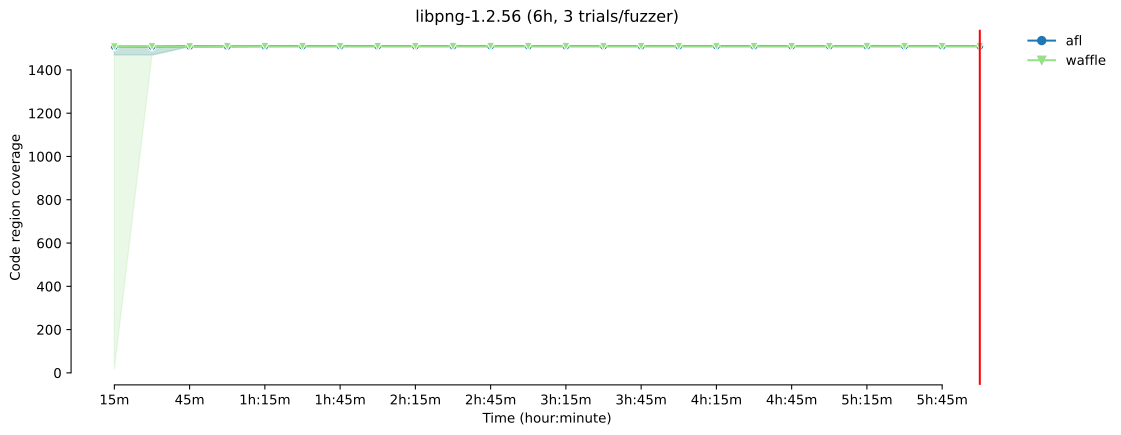 libpng-1.2.56 (6h, 3 trials/fuzzer)
afl
waffle
Code region coverage
1400
1200
1000
800
600
400
200
0
15m 45m 1h:15m 1h:45m 2h:15m 2h:45m 3h:15m 3h:45m 4h:15m 4h:45m 5h:15m 5h:45m
Time (hour:minute)